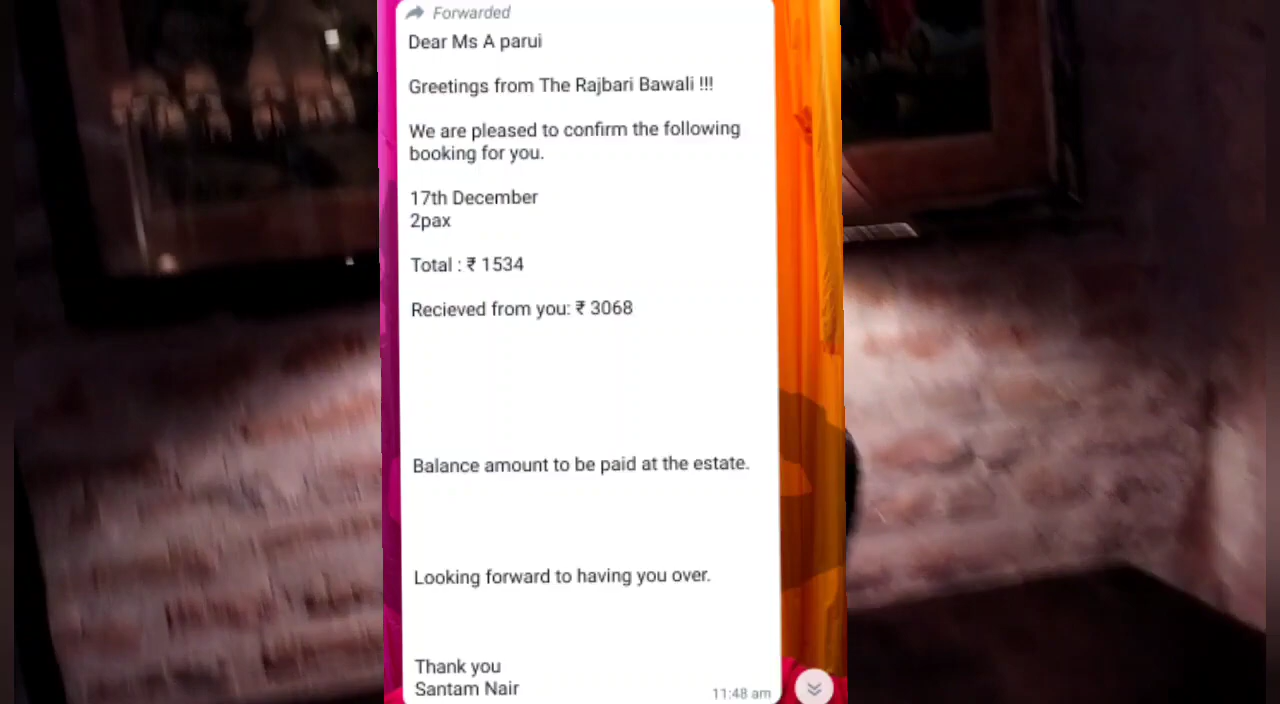 Forwarded
Dear Ms A parui
Greetings from The Rajbari Bawali !!!
We are pleased to confirm the following
booking for you.
17th December
2pax
Total : ₹ 1534
Recieved from you: ₹ 3068
Balance amount to be paid at the estate.
Looking forward to having you over.
Thank you
Santam Nair
11:48 am